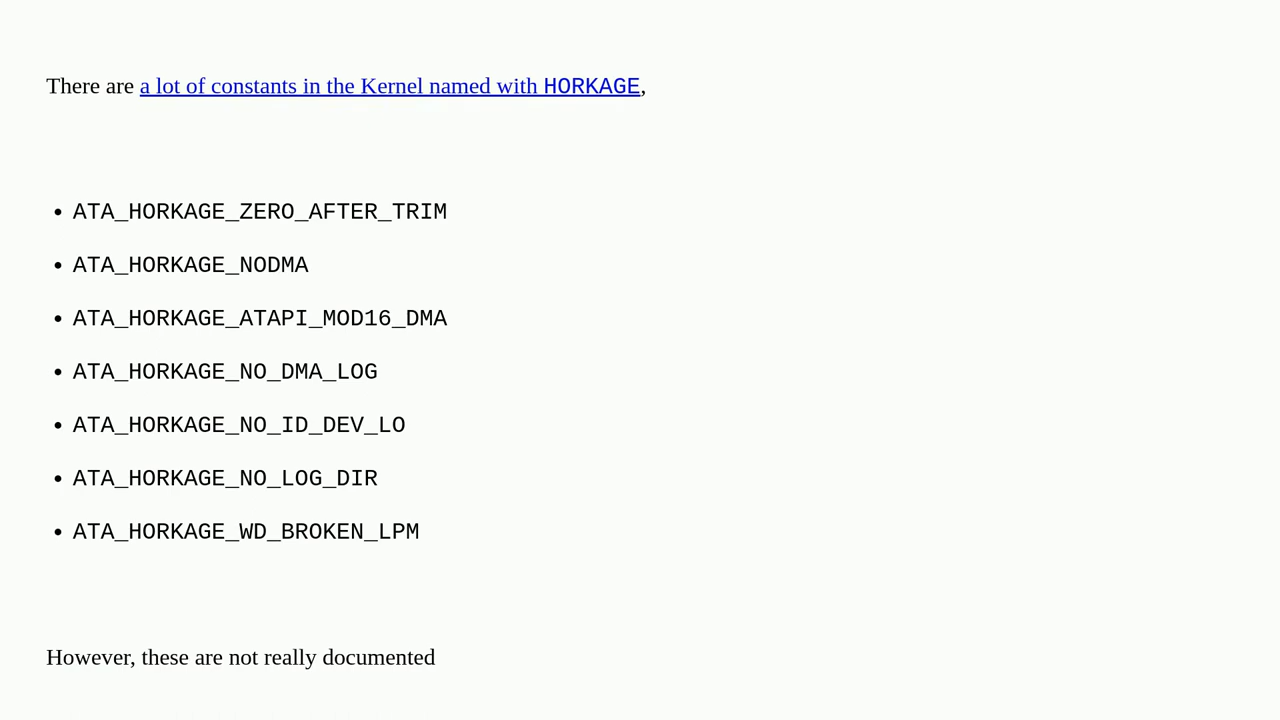 There are a lot of constants in the Kernel named with HORKAGE,
• ATA_HORKAGE_ZERO_AFTER_TRIM
• ATA_HORKAGE_NODMA
• ATA_HORKAGE_ATAPI_MOD16_DMA
• ATA_HORKAGE_NO_DMA_LOG
• ATA_HORKAGE_NO_ID_DEV_LO
• ATA_HORKAGE_NO_LOG_DIR
• ATA_HORKAGE_WD_BROKEN_LPM
However, these are not really documented